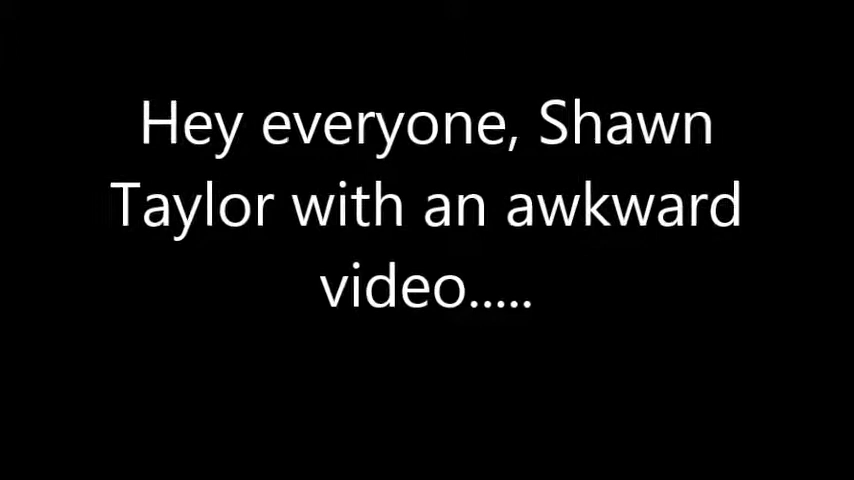 Hey everyone, Shawn
Taylor with an awkward
video.....